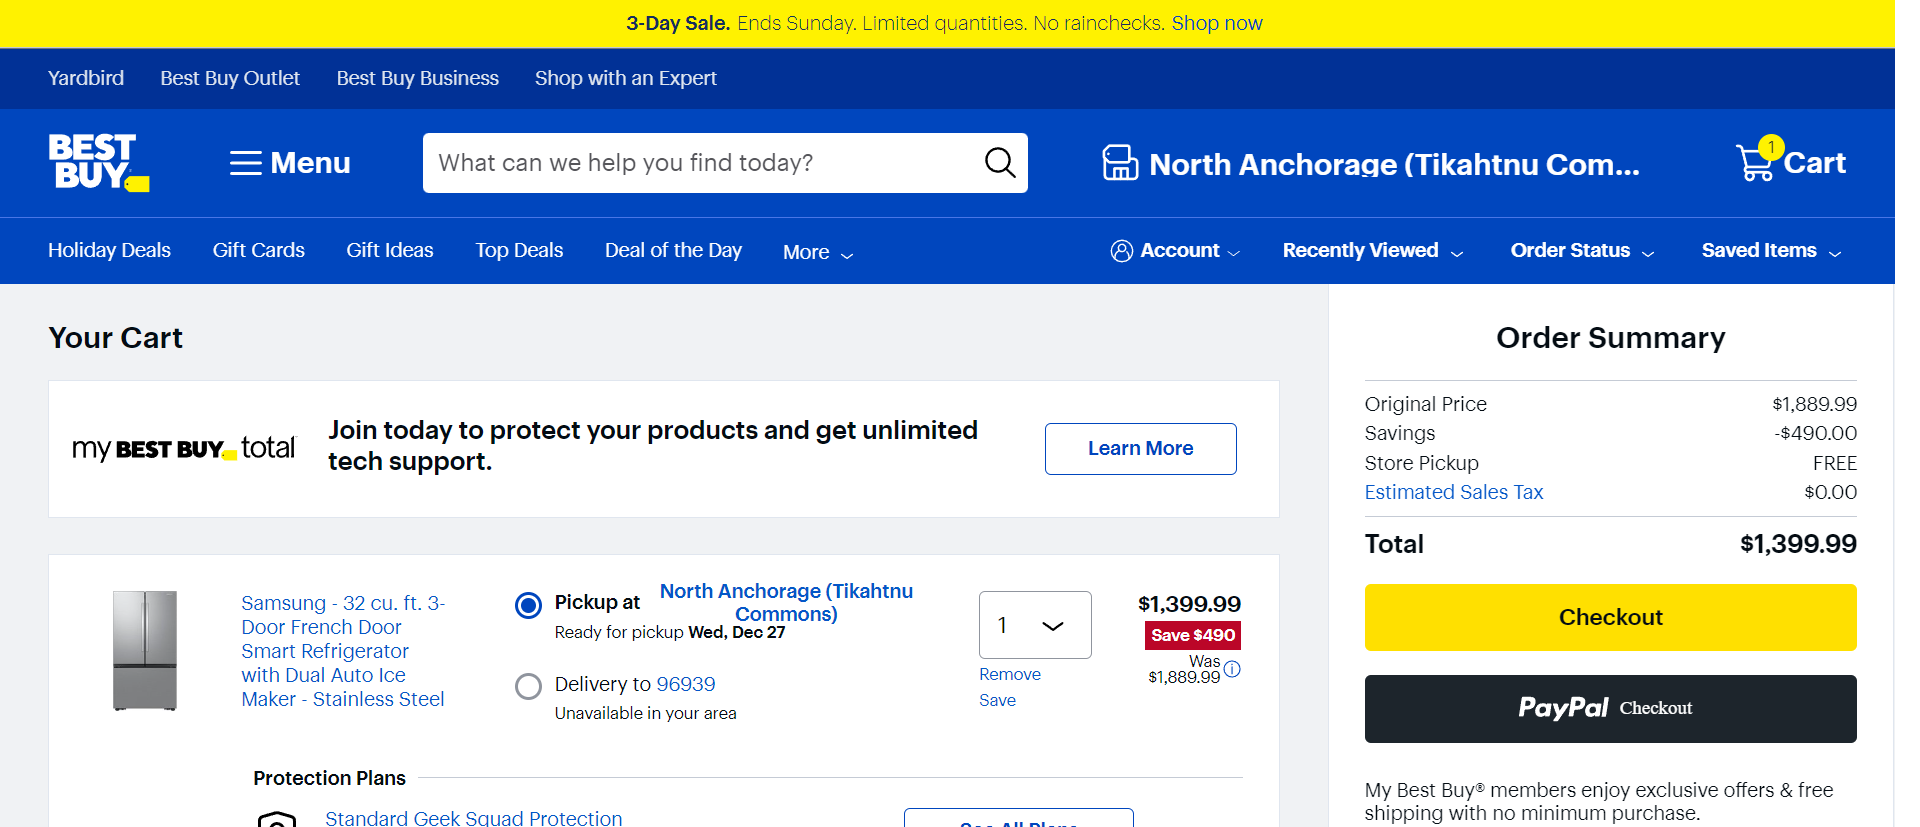 3-Day Sale. Ends Sunday. Limited quantities. No rainchecks. Shop now
Yardbird Best Buy Outlet Best Buy Business Shop with an Expert
BEST
BUY
Menu
What can we help you find today?
North Anchorage (Tikahtnu Com...
1
Cart
Holiday Deals Gift Cards Gift Ideas Top Deals Deal of the Day More
Account Recently Viewed Order Status Saved Items
Your Cart
my BEST BUY total
Join today to protect your products and get unlimited
tech support.
Learn More
Samsung - 32 cu. ft. 3-
Door French Door
Smart Refrigerator
with Dual Auto Ice
Maker - Stainless Steel
Pickup at North Anchorage (Tikahtnu
Commons)
Ready for pickup Wed, Dec 27
Delivery to 96939
Unavailable in your area
1
Remove
Save
$1,399.99
Save $490
Was
$1,889.99
Protection Plans
Standard Geek Squad Protection
See All Plans
Order Summary
Original Price $1,889.99
Savings -$490.00
Store Pickup FREE
Estimated Sales Tax $0.00
Total $1,399.99
Checkout
PayPal Checkout
My Best Buy® members enjoy exclusive offers & free
shipping with no minimum purchase.